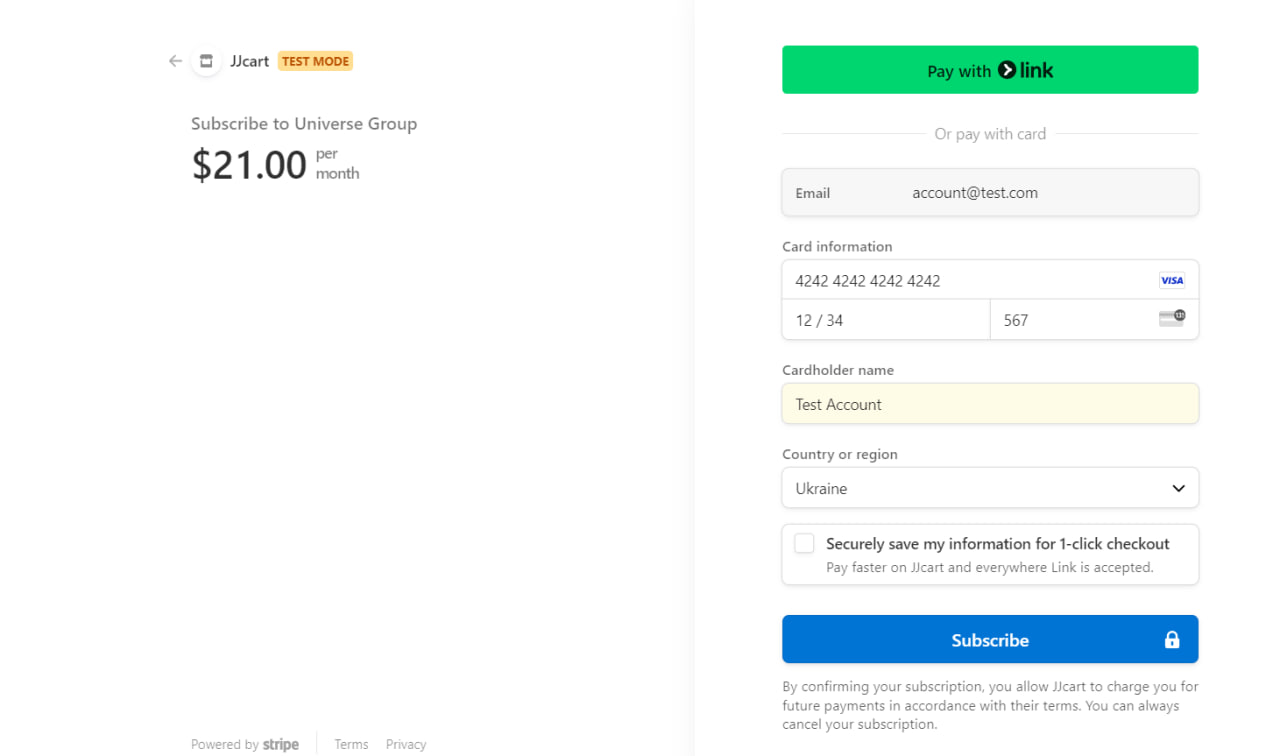 JJcart TEST MODE
Subscribe to Universe Group
$21.00 per
month
Powered by stripe Terms Privacy
Pay with link
Or pay with card
Email account@test.com
Card information
4242 4242 4242 4242 VISA
12 / 34 567
Cardholder name
Test Account
Country or region
Ukraine
Securely save my information for 1-click checkout
Pay faster on JJcart and everywhere Link is accepted.
Subscribe
By confirming your subscription, you allow JJcart to charge you for
future payments in accordance with their terms. You can always
cancel your subscription.